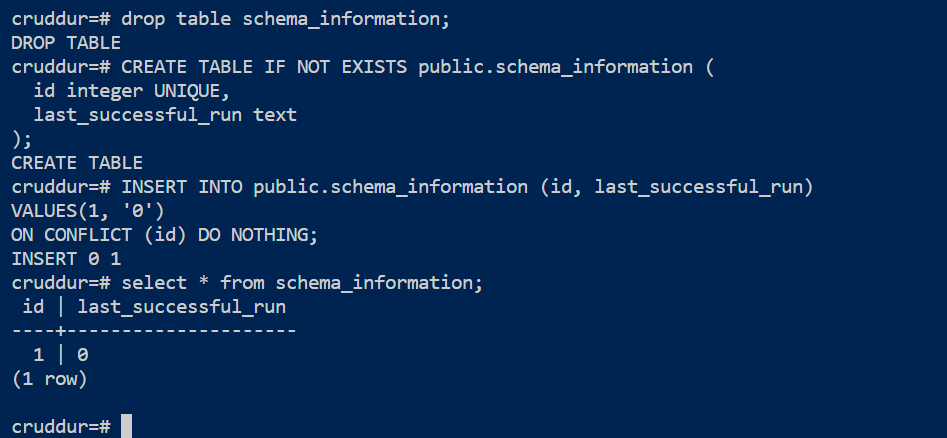 cruddur=# drop table schema_information;
DROP TABLE
cruddur=# CREATE TABLE IF NOT EXISTS public.schema_information (
  id integer UNIQUE,
  last_successful_run text
);
CREATE TABLE
cruddur=# INSERT INTO public.schema_information (id, last_successful_run)
VALUES(1, '0')
ON CONFLICT (id) DO NOTHING;
INSERT 0 1
cruddur=# select * from schema_information;
 id | last_successful_run
----+---------------------
  1 | 0
(1 row)
cruddur=#